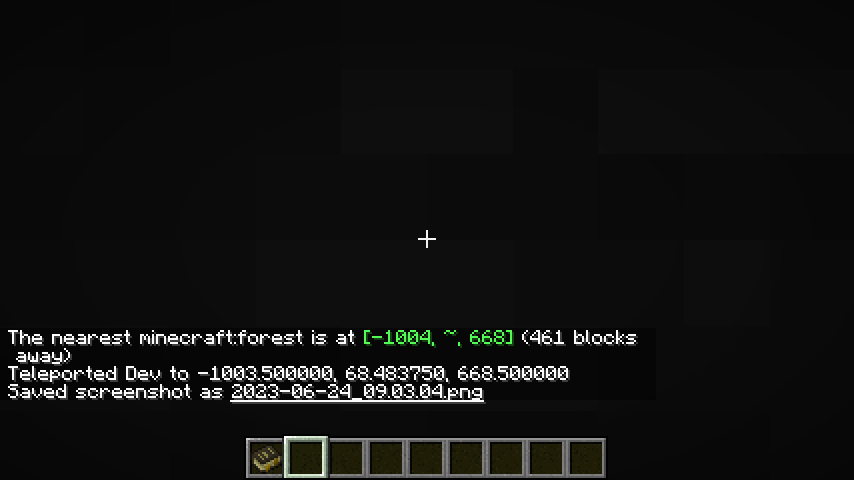 The nearest minecraft:forest is at [-1004, ~, 668] (461 blocks
away)
Teleported Dev to -1003.500000, 68.483750, 668.500000
Saved screenshot as 2023-06-24_09.03.04.png